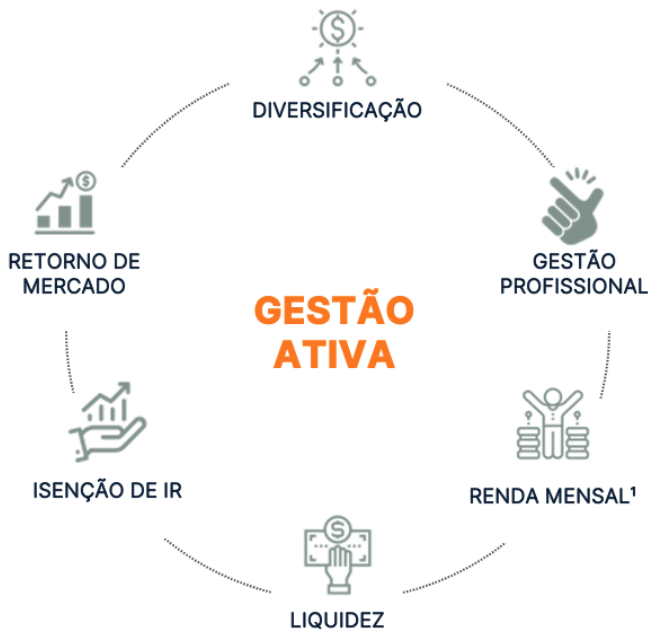 DIVERSIFICAÇÃO
GESTÃO
PROFISSIONAL
RENDA MENSAL¹
LIQUIDEZ
ISENÇÃO DE IR
RETORNO DE
MERCADO
GESTÃO
ATIVA